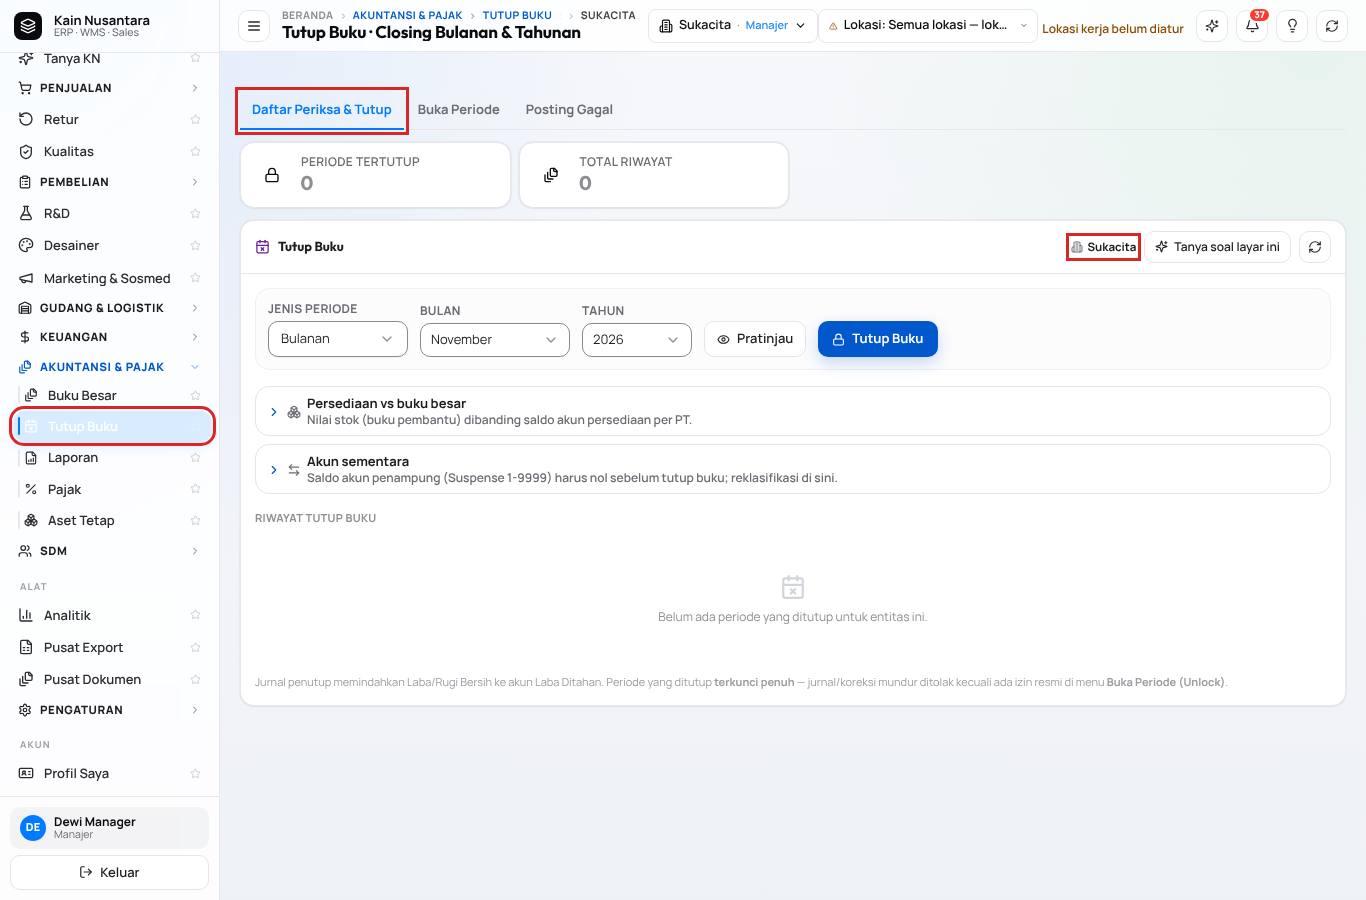 Kain Nusantara
ERP · WMS · Sales
Tanya KN
PENJUALAN
Retur
Kualitas
PEMBELIAN
R&D
Desainer
Marketing & Sosmed
GUDANG & LOGISTIK
KEUANGAN
AKUNTANSI & PAJAK
Buku Besar
Tutup Buku
Laporan
Pajak
Aset Tetap
SDM
ALAT
Analitik
Pusat Export
Pusat Dokumen
PENGATURAN
AKUN
Profil Saya
DE
Dewi Manager
Manajer
Keluar
BERANDA > AKUNTANSI & PAJAK > TUTUP BUKU > SUKACITA
Tutup Buku · Closing Bulanan & Tahunan
Sukacita · Manajer
Lokasi: Semua lokasi — lok...
Lokasi kerja belum diatur
37
Daftar Periksa & Tutup
Buka Periode
Posting Gagal
PERIODE TERTUTUP
0
TOTAL RIWAYAT
0
Tutup Buku
Sukacita
Tanya soal layar ini
JENIS PERIODE
Bulanan
BULAN
November
TAHUN
2026
Pratinjau
Tutup Buku
Persediaan vs buku besar
Nilai stok (buku pembantu) dibanding saldo akun persediaan per PT.
Akun sementara
Saldo akun penampung (Suspense 1-9999) harus nol sebelum tutup buku; reklasifikasi di sini.
RIWAYAT TUTUP BUKU
Belum ada periode yang ditutup untuk entitas ini.
Jurnal penutup memindahkan Laba/Rugi Bersih ke akun Laba Ditahan. Periode yang ditutup terkunci penuh — jurnal/koreksi mundur ditolak kecuali ada izin resmi di menu Buka Periode (Unlock).